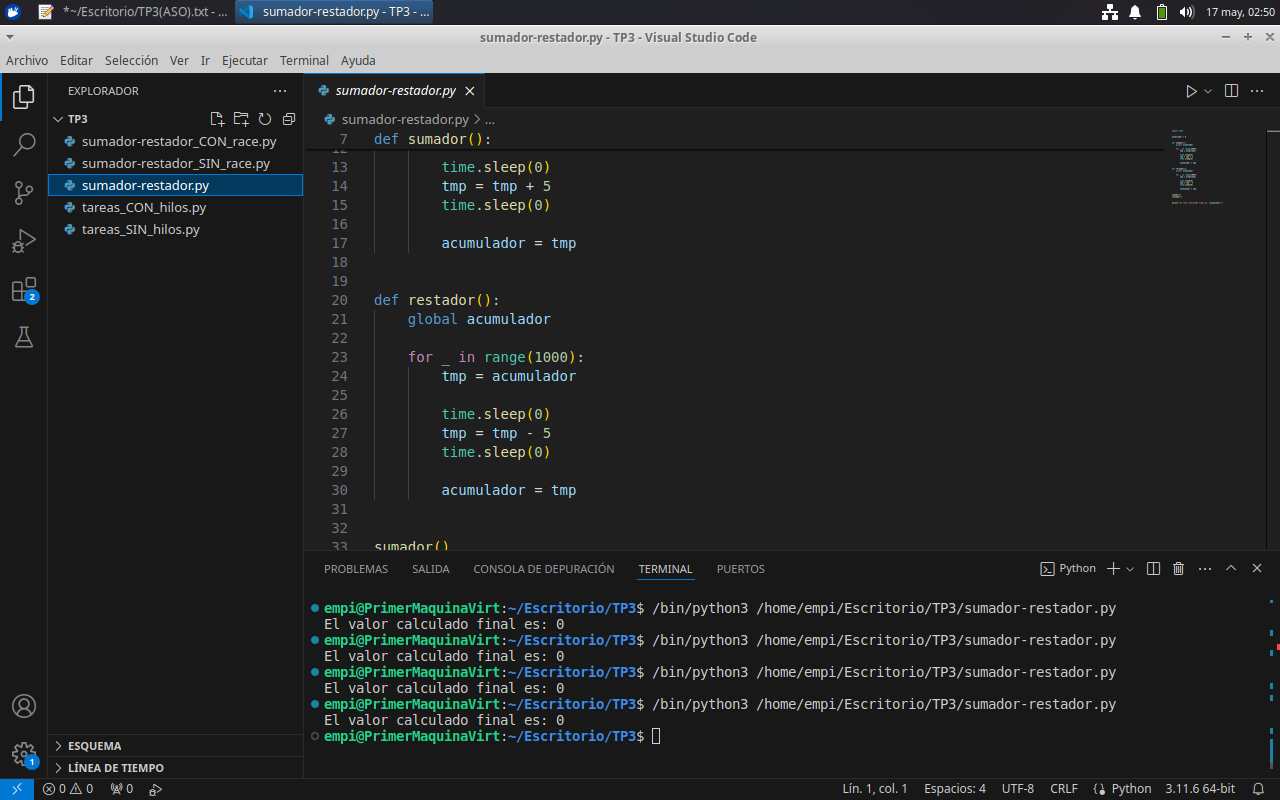 *~/Escritorio/TP3(ASO).txt - ...
sumador-restador.py - TP3 - ...
17 may, 02:50
sumador-restador.py - TP3 - Visual Studio Code
Archivo Editar Selección Ver Ir Ejecutar Terminal Ayuda
EXPLORADOR
TP3
sumador-restador_CON_race.py
sumador-restador_SIN_race.py
sumador-restador.py
tareas_CON_hilos.py
tareas_SIN_hilos.py
2
ESQUEMA
LÍNEA DE TIEMPO
1
sumador-restador.py
sumador-restador.py > ...
7 def sumador():
12
13 time.sleep(0)
14 tmp = tmp + 5
15 time.sleep(0)
16
17 acumulador = tmp
18
19
20 def restador():
21 global acumulador
22
23 for _ in range(1000):
24 tmp = acumulador
25
26 time.sleep(0)
27 tmp = tmp - 5
28 time.sleep(0)
29
30 acumulador = tmp
31
32
33 sumador()
PROBLEMAS SALIDA CONSOLA DE DEPURACIÓN TERMINAL PUERTOS
Python
empi@PrimerMaquinaVirt:~/Escritorio/TP3$ /bin/python3 /home/empi/Escritorio/TP3/sumador-restador.py
El valor calculado final es: 0
empi@PrimerMaquinaVirt:~/Escritorio/TP3$ /bin/python3 /home/empi/Escritorio/TP3/sumador-restador.py
El valor calculado final es: 0
empi@PrimerMaquinaVirt:~/Escritorio/TP3$ /bin/python3 /home/empi/Escritorio/TP3/sumador-restador.py
El valor calculado final es: 0
empi@PrimerMaquinaVirt:~/Escritorio/TP3$ /bin/python3 /home/empi/Escritorio/TP3/sumador-restador.py
El valor calculado final es: 0
empi@PrimerMaquinaVirt:~/Escritorio/TP3$
0 0 0 Lín. 1, col. 1 Espacios: 4 UTF-8 CRLF Python 3.11.6 64-bit